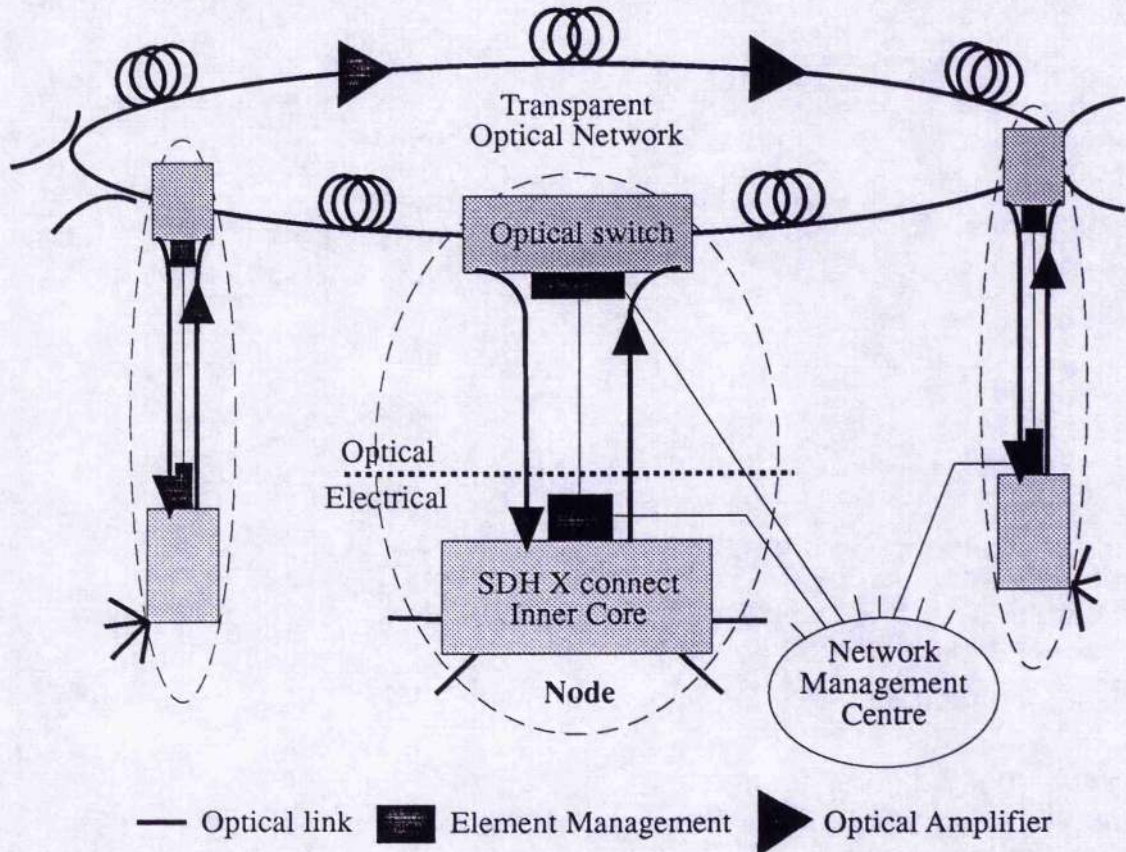 Transparent
Optical Network
Optical switch
Optical
Electrical
SDH X connect
Inner Core
Node
Network
Management
Centre
Optical link
Element Management
Optical Amplifier